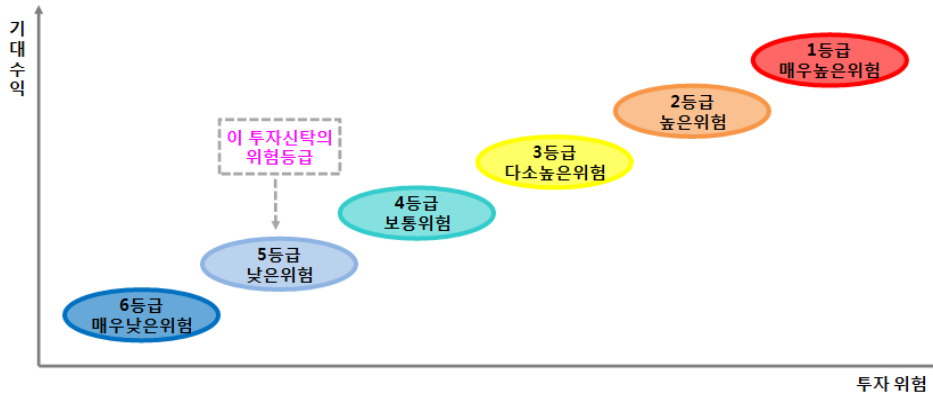 기대수익
1등급
매우높은위험
2등급
높은위험
이 투자신탁의
위험등급
3등급
다소높은위험
4등급
보통위험
5등급
낮은위험
6등급
매우낮은위험
투자 위험